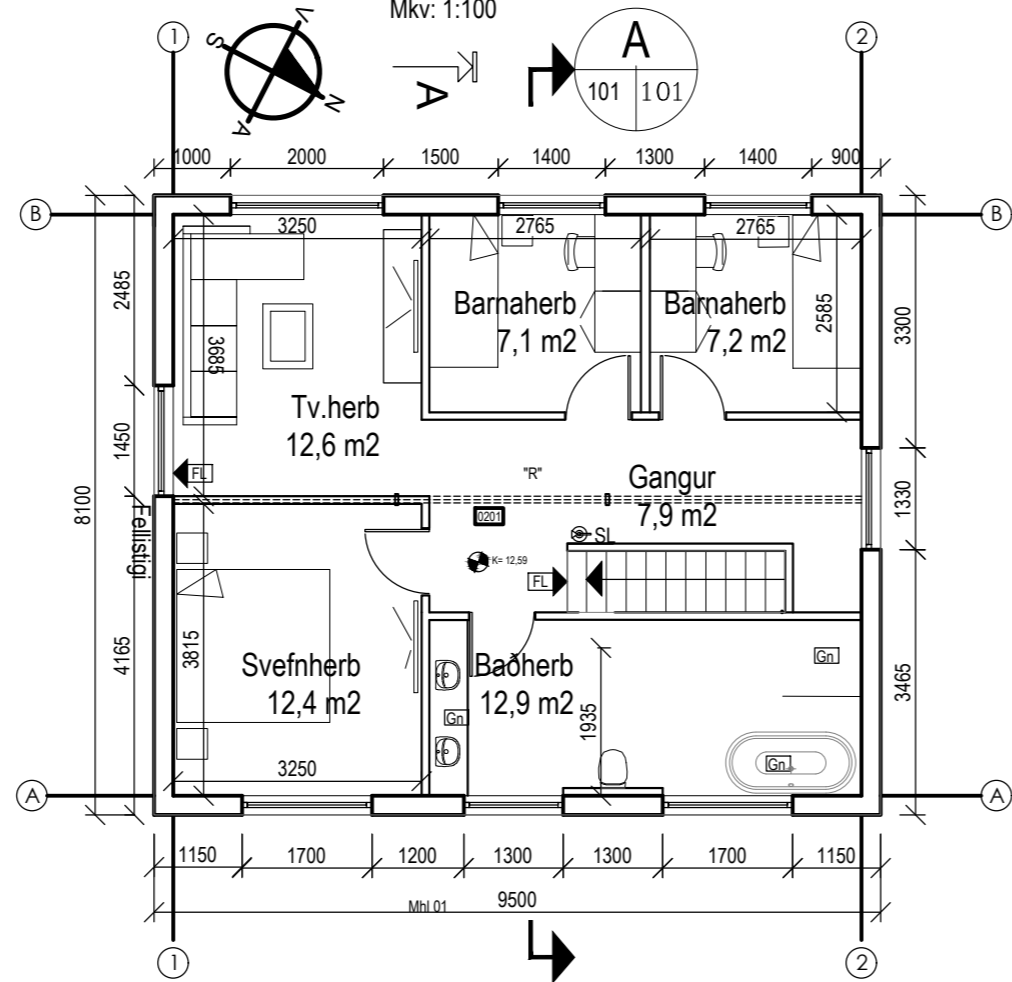 Mkv: 1:100
1
V
S
N
A
A
A
101 101
2
1000 2000 1500 1400 1300 1400 900
B
B
3250 2765 2765
2485
3685
Barnaherb
7,1 m2
Barnaherb
7,2 m2
2585
3300
Tv.herb
12,6 m2
1450
8100
FL
"R"
Gangur
7,9 m2
1330
0201
Fellistigi
SL
K= 12,59
FL
4165
3815
Svefnherb
12,4 m2
Baðherb
12,9 m2
Gn
Gn
1935
3465
Gn
3250
A
A
1150 1700 1200 1300 1300 1700 1150
Mhl 01
9500
1
2